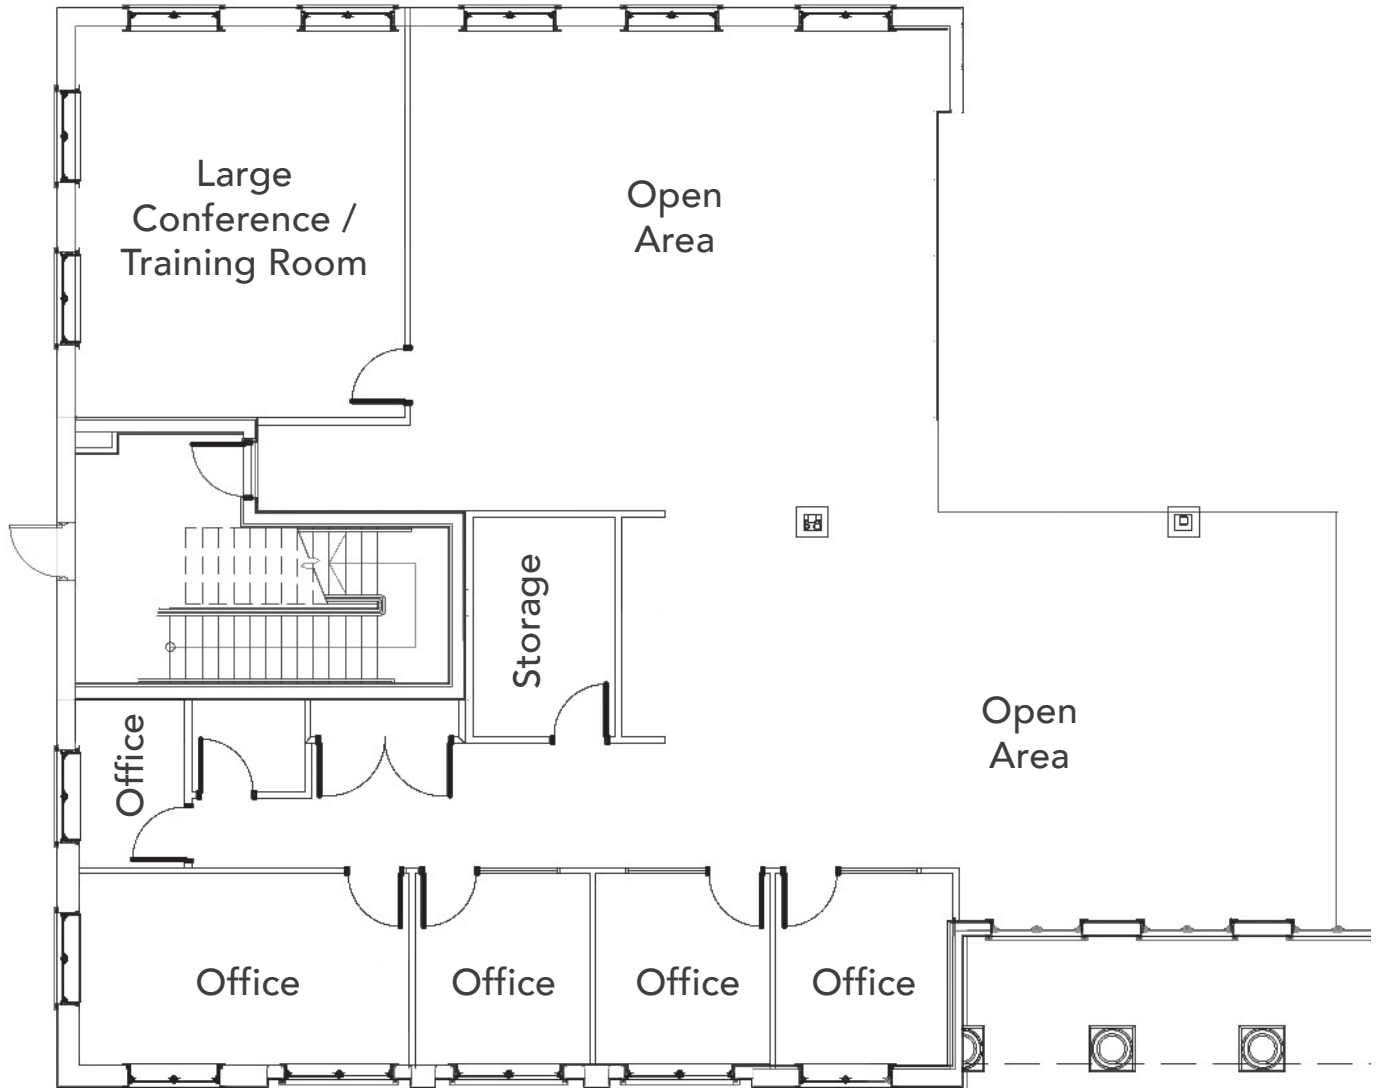 Large
Conference /
Training Room
Open
Area
Storage
Open
Area
Office
Office
Office
Office
Office